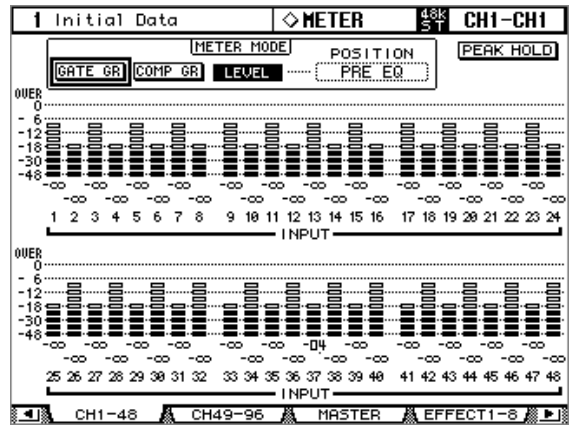 1 Initial Data ◇METER 48k ST CH1-CH1
METER MODE POSITION PEAK HOLD
GATE GR COMP GR LEVEL PRE EQ
OVER
0
- 6
-12
-18
-30
-48
-∞ -∞ -∞ -∞ -∞ -∞ -∞ -∞ -∞ -∞ -∞ -∞
-∞ -∞ -∞ -∞ -∞ -∞ -∞ -∞ -∞ -∞ -∞ -∞
1 2 3 4 5 6 7 8 9 10 11 12 13 14 15 16 17 18 19 20 21 22 23 24
INPUT
OVER
0
- 6
-12
-18
-30
-48
-∞ -∞ -∞ -∞ -∞ -∞ -04 -∞ -∞ -∞ -∞ -∞
-∞ -∞ -∞ -∞ -∞ -∞ -∞ -∞ -∞ -∞ -∞ -∞
25 26 27 28 29 30 31 32 33 34 35 36 37 38 39 40 41 42 43 44 45 46 47 48
INPUT
CH1-48 CH49-96 MASTER EFFECT1-8